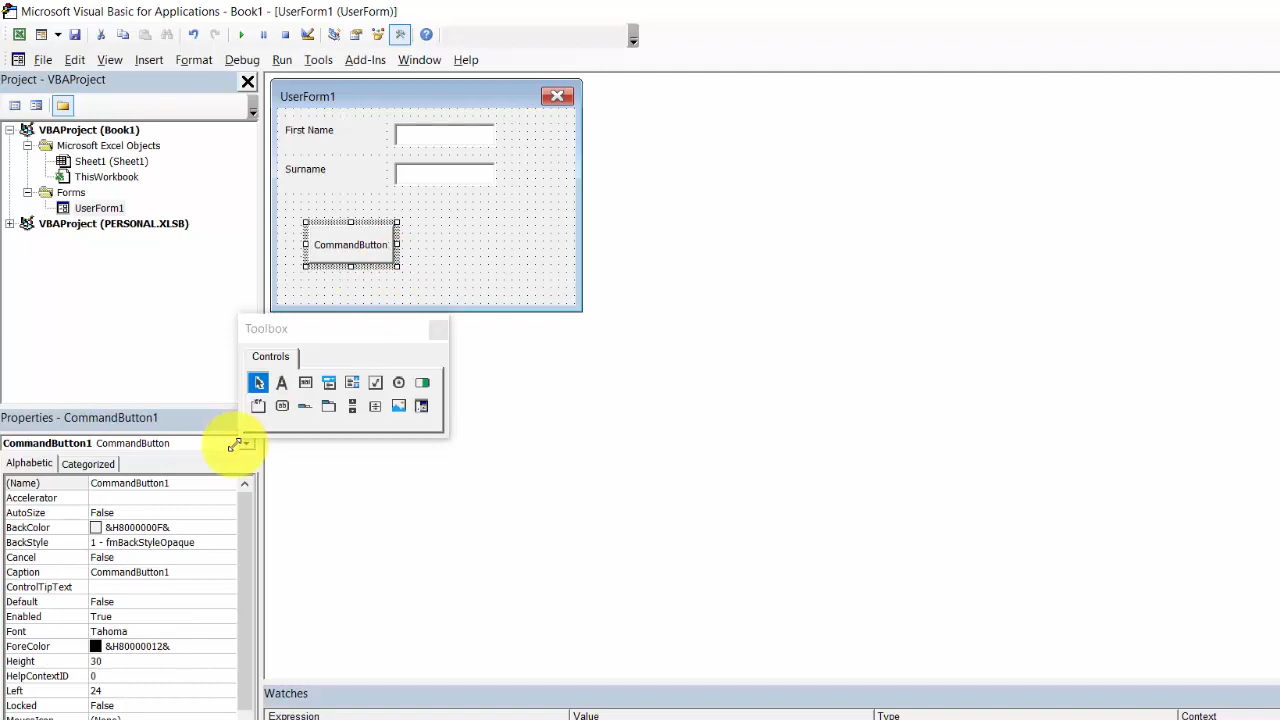 Microsoft Visual Basic for Applications - Book1 - [UserForm1 (UserForm)]
File Edit View Insert Format Debug Run Tools Add-Ins Window Help
Project - VBAProject
VBAProject (Book1)
Microsoft Excel Objects
Sheet1 (Sheet1)
ThisWorkbook
Forms
UserForm1
VBAProject (PERSONAL.XLSB)
UserForm1
First Name
Surname
CommandButton
Toolbox
Controls
Properties - CommandButton1
CommandButton1 CommandButton
Alphabetic Categorized
(Name) CommandButton1
Accelerator
AutoSize False
BackColor &H8000000F&
BackStyle 1 - fmBackStyleOpaque
Cancel False
Caption CommandButton1
ControlTipText
Default False
Enabled True
Font Tahoma
ForeColor &H80000012&
Height 30
HelpContextID 0
Left 24
Locked False
MouseIcon (None)
Watches
Expression Value Type Context